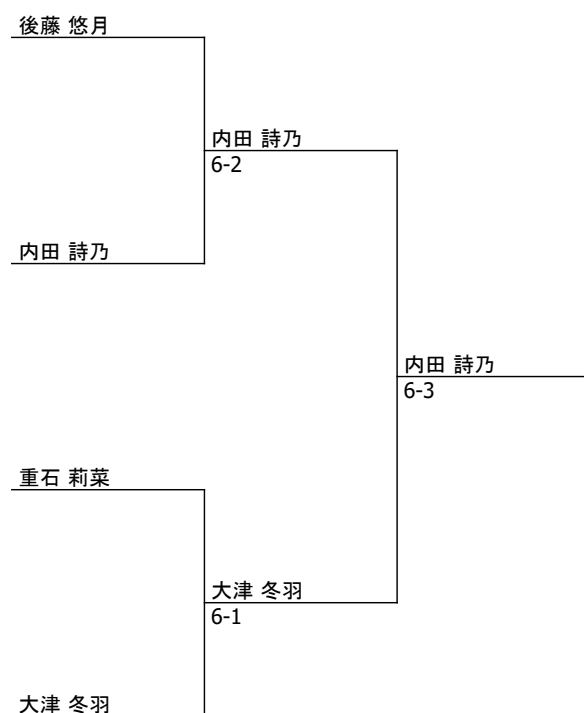 後藤 悠月
内田 詩乃
6-2
内田 詩乃
内田 詩乃
6-3
重石 莉菜
大津 冬羽
6-1
大津 冬羽